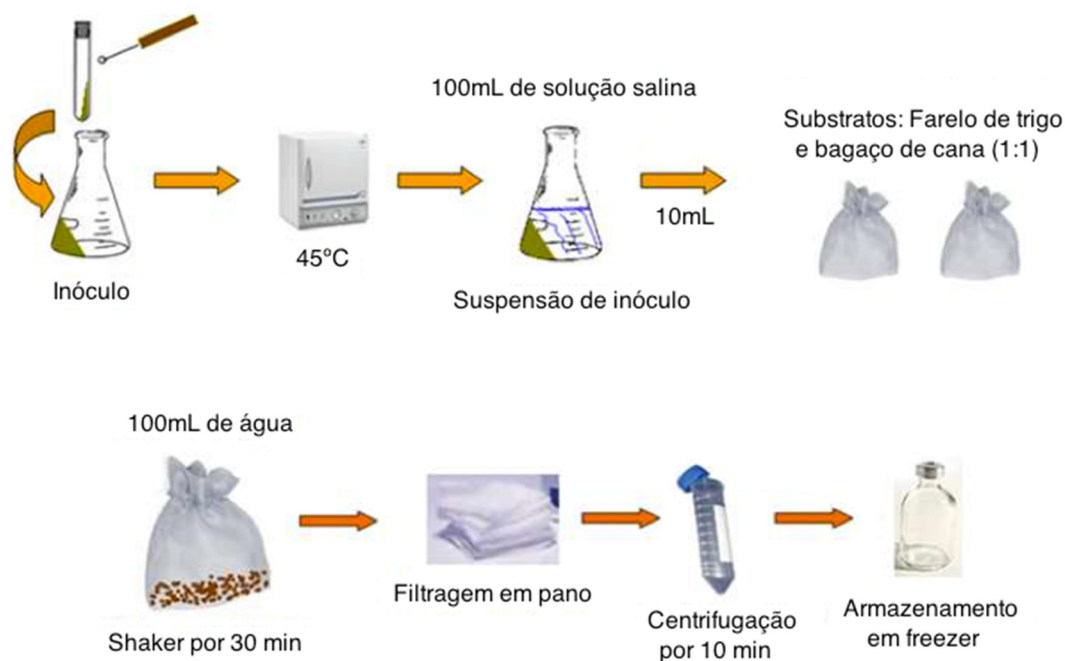 100mL de solução salina
Substratos: Farelo de trigo
e bagaço de cana (1:1)
10mL
45°C
Inóculo
Suspensão de inóculo
100mL de água
Filtragem em pano
Shaker por 30 min
Centrifugação
por 10 min
Armazenamento
em freezer